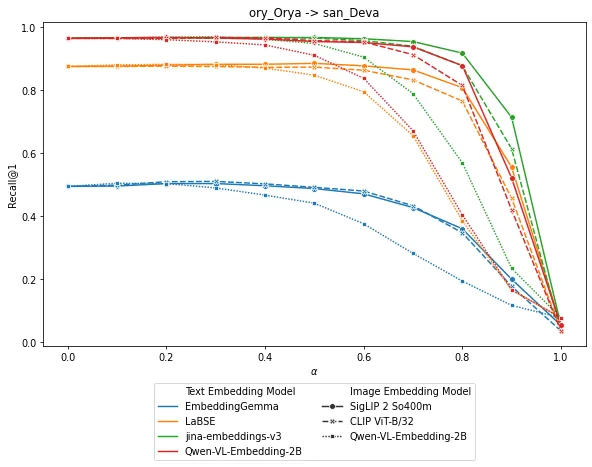 ory_Orya -> san_Deva
Recall@1
1.0
0.8
0.6
0.4
0.2
0.0
0.0 0.2 0.4 0.6 0.8 1.0
α
Text Embedding Model
EmbeddingGemma
LaBSE
jina-embeddings-v3
Qwen-VL-Embedding-2B
Image Embedding Model
SigLIP 2 So400m
CLIP ViT-B/32
Qwen-VL-Embedding-2B